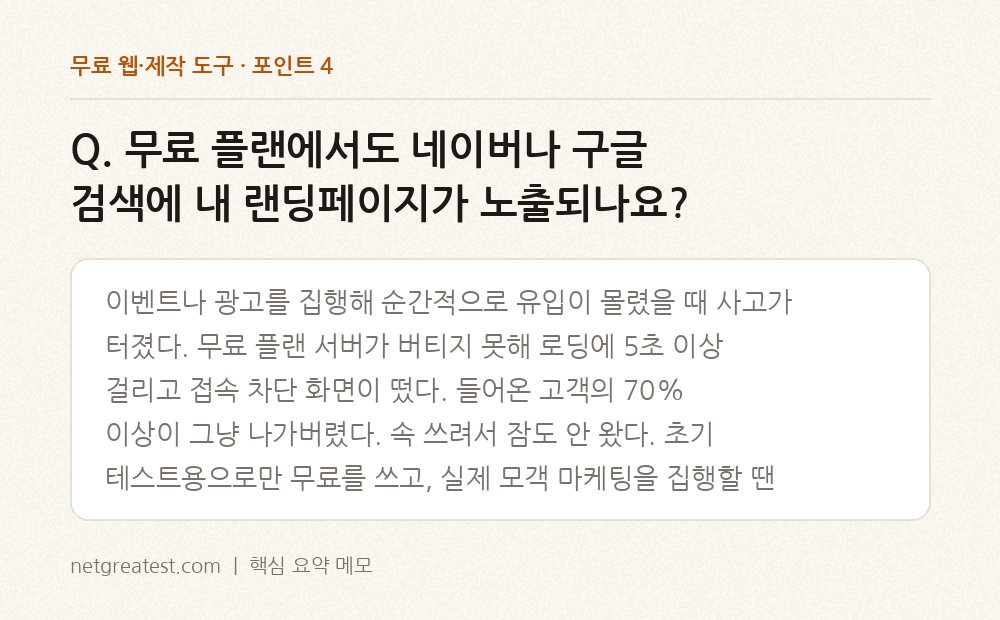 무료 웹·제작 도구 · 포인트 4
Q. 무료 플랜에서도 네이버나 구글
검색에 내 랜딩페이지가 노출되나요?
이벤트나 광고를 집행해 순간적으로 유입이 몰렸을 때 사고가
터졌다. 무료 플랜 서버가 버티지 못해 로딩에 5초 이상
걸리고 접속 차단 화면이 떴다. 들어온 고객의 70%
이상이 그냥 나가버렸다. 속 쓰려서 잠도 안 왔다. 초기
테스트용으로만 무료를 쓰고, 실제 모객 마케팅을 집행할 땐
netgreatest.com | 핵심 요약 메모